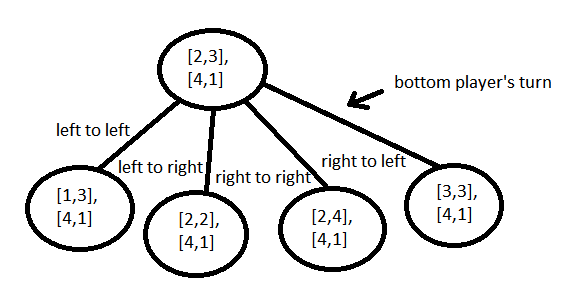 [2,3],
[4,1]
bottom player's turn
left to left
left to right
right to right
right to left
[1,3],
[4,1]
[2,2],
[4,1]
[2,4],
[4,1]
[3,3],
[4,1]